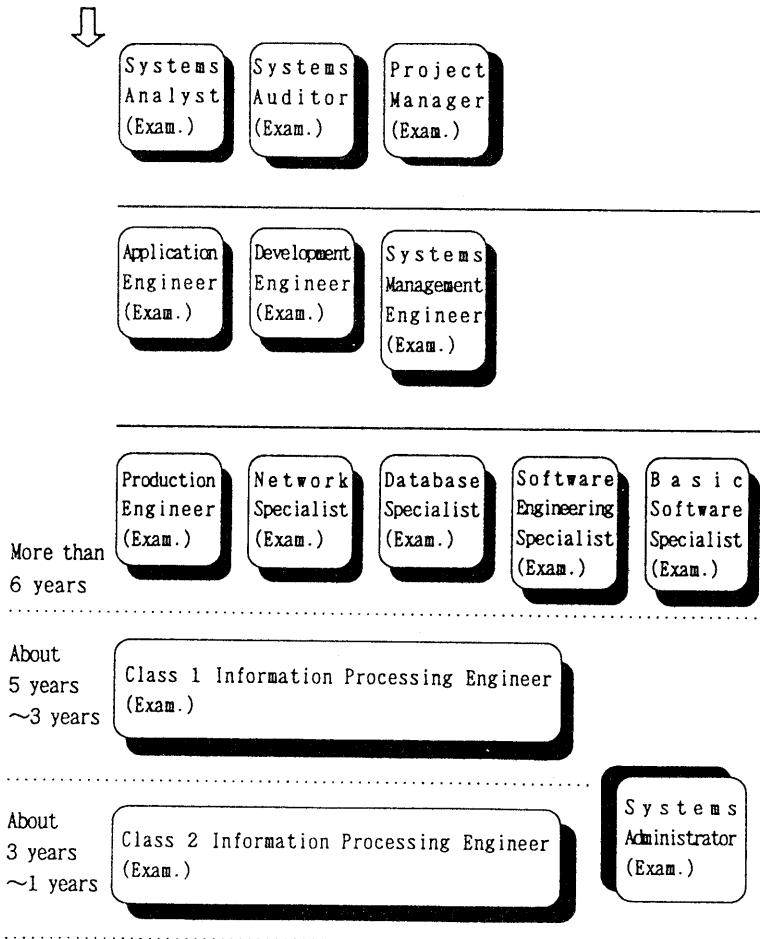 Systems
Analyst
(Exam.)
Systems
Auditor
(Exam.)
Project
Manager
(Exam.)
Application
Engineer
(Exam.)
Development
Engineer
(Exam.)
Systems
Management
Engineer
(Exam.)
Production
Engineer
(Exam.)
Network
Specialist
(Exam.)
Database
Specialist
(Exam.)
Software
Engineering
Specialist
(Exam.)
Basic
Software
Specialist
(Exam.)
More than
6 years
About
5 years
~3 years
Class 1 Information Processing Engineer
(Exam.)
About
3 years
~1 years
Class 2 Information Processing Engineer
(Exam.)
Systems
Administrator
(Exam.)